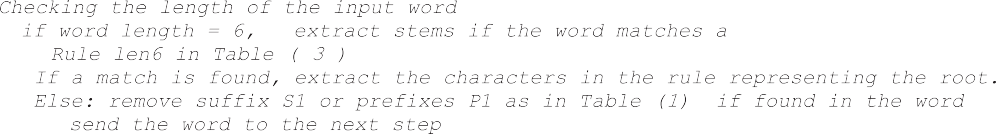 Checking the length of the input word
if word length = 6, extract stems if the word matches a
Rule len6 in Table ( 3 )
If a match is found, extract the characters in the rule representing the root.
Else: remove suffix S1 or prefixes P1 as in Table (1) if found in the word
send the word to the next step